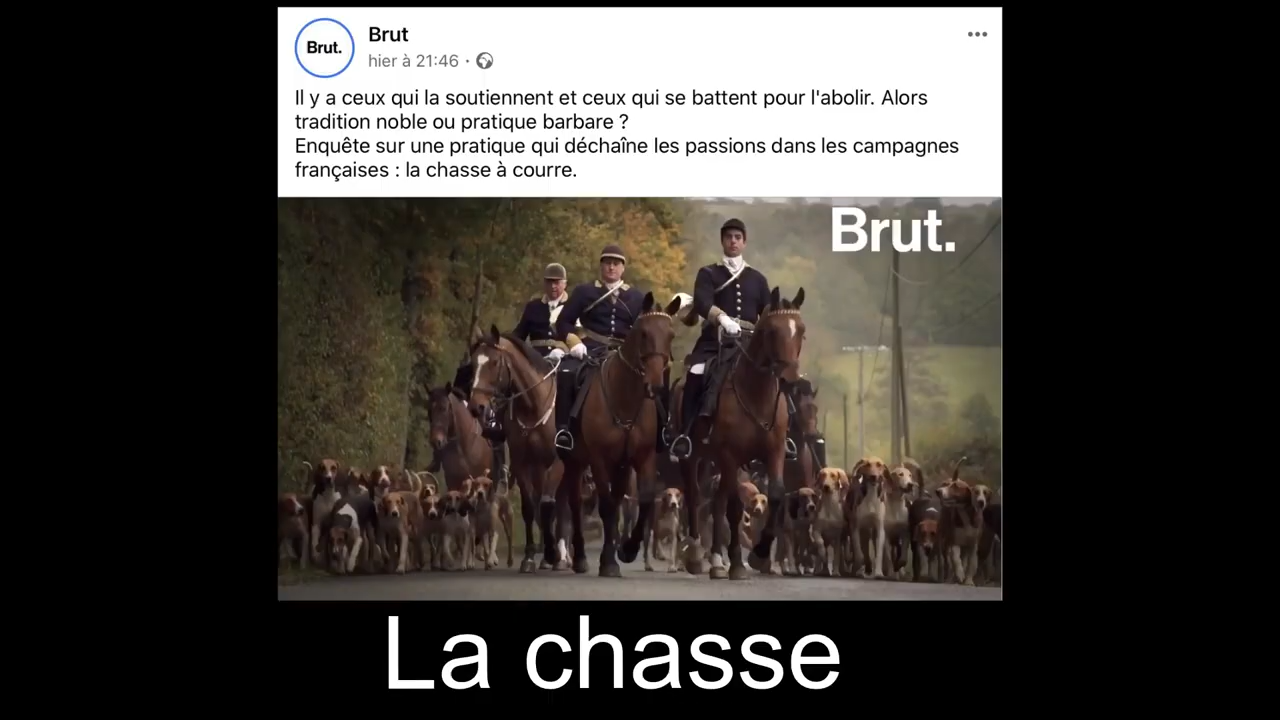 Brut.
Brut
hier à 21:46 ·
Il y a ceux qui la soutiennent et ceux qui se battent pour l'abolir. Alors
tradition noble ou pratique barbare ?
Enquête sur une pratique qui déchaîne les passions dans les campagnes
françaises : la chasse à courre.
Brut.
La chasse